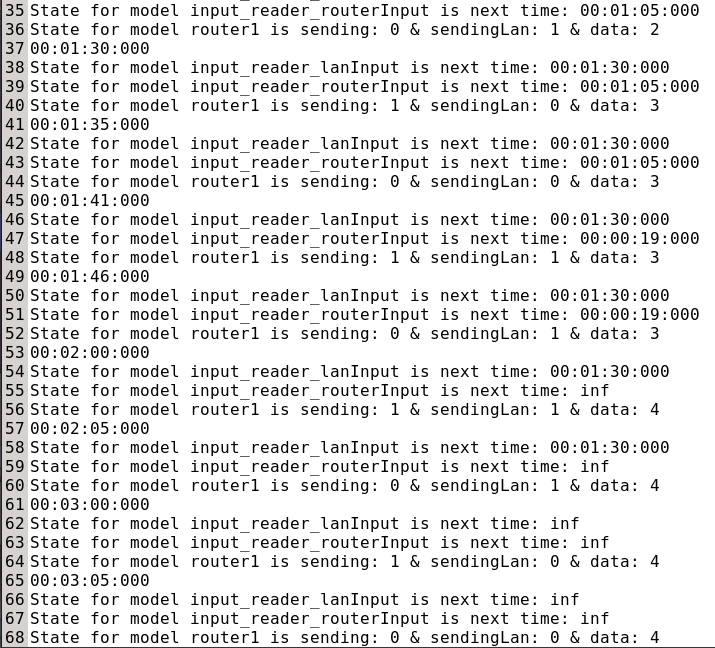 35 State for model input_reader_routerInput is next time: 00:01:05:000
36 State for model router1 is sending: 0 & sendingLan: 1 & data: 2
37 00:01:30:000
38 State for model input_reader_lanInput is next time: 00:01:30:000
39 State for model input_reader_routerInput is next time: 00:01:05:000
40 State for model router1 is sending: 1 & sendingLan: 0 & data: 3
41 00:01:35:000
42 State for model input_reader_lanInput is next time: 00:01:30:000
43 State for model input_reader_routerInput is next time: 00:01:05:000
44 State for model router1 is sending: 0 & sendingLan: 0 & data: 3
45 00:01:41:000
46 State for model input_reader_lanInput is next time: 00:01:30:000
47 State for model input_reader_routerInput is next time: 00:00:19:000
48 State for model router1 is sending: 1 & sendingLan: 1 & data: 3
49 00:01:46:000
50 State for model input_reader_lanInput is next time: 00:01:30:000
51 State for model input_reader_routerInput is next time: 00:00:19:000
52 State for model router1 is sending: 0 & sendingLan: 1 & data: 3
53 00:02:00:000
54 State for model input_reader_lanInput is next time: 00:01:30:000
55 State for model input_reader_routerInput is next time: inf
56 State for model router1 is sending: 1 & sendingLan: 1 & data: 4
57 00:02:05:000
58 State for model input_reader_lanInput is next time: 00:01:30:000
59 State for model input_reader_routerInput is next time: inf
60 State for model router1 is sending: 0 & sendingLan: 1 & data: 4
61 00:03:00:000
62 State for model input_reader_lanInput is next time: inf
63 State for model input_reader_routerInput is next time: inf
64 State for model router1 is sending: 1 & sendingLan: 0 & data: 4
65 00:03:05:000
66 State for model input_reader_lanInput is next time: inf
67 State for model input_reader_routerInput is next time: inf
68 State for model router1 is sending: 0 & sendingLan: 0 & data: 4